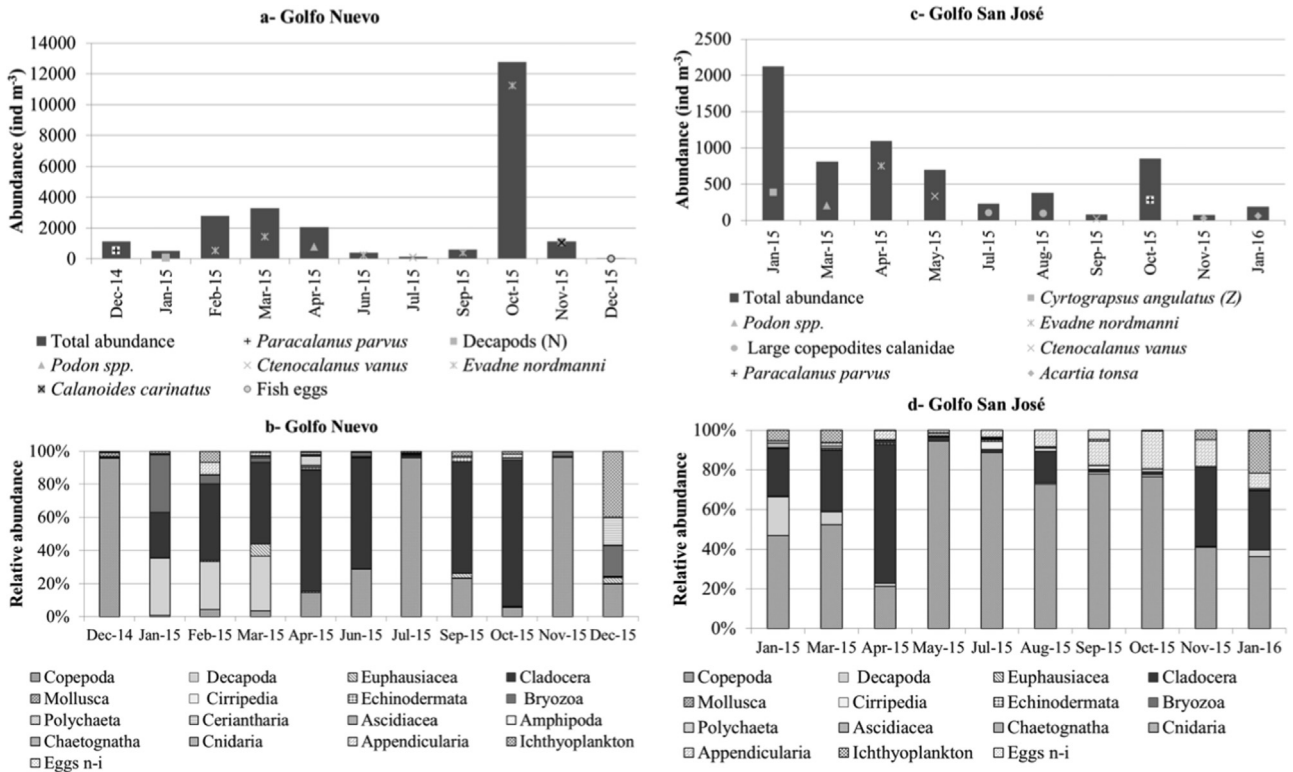 a- Golfo Nuevo
Abundance (ind m-3)
14000
12000
10000
8000
6000
4000
2000
0
Dec-14
Jan-15
Feb-15
Mar-15
Apr-15
Jun-15
Jul-15
Sep-15
Oct-15
Nov-15
Dec-15
Total abundance
Paracalanus parvus
Decapods (N)
Podon spp.
Ctenocalanus vanus
Evadne nordmanni
Calanoides carinatus
Fish eggs
b- Golfo Nuevo
Relative abundance
100%
80%
60%
40%
20%
0%
Dec-14 Jan-15 Feb-15 Mar-15 Apr-15 Jun-15 Jul-15 Sep-15 Oct-15 Nov-15 Dec-15
Copepoda Decapoda Euphausiacea Cladocera
Mollusca Cirripedia Echinodermata Bryozoa
Polychaeta Ceriantharia Ascidiacea Amphipoda
Chaetognatha Cnidaria Appendicularia Ichthyoplankton
Eggs n-i
c- Golfo San José
Abundance (ind m-3)
2500
2000
1500
1000
500
0
Jan-15
Mar-15
Apr-15
May-15
Jul-15
Aug-15
Sep-15
Oct-15
Nov-15
Jan-16
Total abundance
Cyrtograpsus angulatus (Z)
Podon spp.
Evadne nordmanni
Large copepodites calanidae
Ctenocalanus vanus
Paracalanus parvus
Acartia tonsa
d- Golfo San José
Relative abundance
100%
80%
60%
40%
20%
0%
Jan-15 Mar-15 Apr-15 May-15 Jul-15 Aug-15 Sep-15 Oct-15 Nov-15 Jan-16
Copepoda Decapoda Euphausiacea Cladocera
Mollusca Cirripedia Echinodermata Bryozoa
Polychaeta Ascidiacea Chaetognatha Cnidaria
Appendicularia Ichthyoplankton Eggs n-i